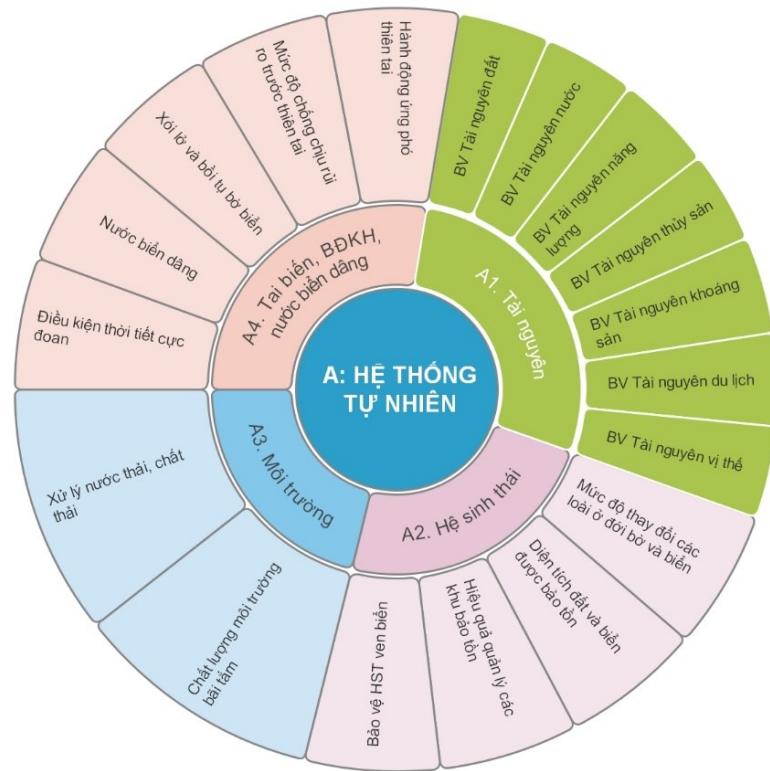 A: HỆ THỐNG
TỰ NHIÊN
A1. Tài nguyên
BV Tài nguyên đất
BV Tài nguyên nước
BV Tài nguyên năng
lượng
BV Tài nguyên thủy sản
BV Tài nguyên khoáng
sản
BV Tài nguyên du lịch
BV Tài nguyên vị thế
A2. Hệ sinh thái
Mức độ thay đổi các
loài ở đới bờ và biển
Diện tích đất và biển
được bảo tồn
Hiệu quả quản lý các
khu bảo tồn
Bảo vệ HST ven biển
A3. Môi trường
Chất lượng môi trường
bãi tắm
Xử lý nước thải, chất
thải
A4. Tai biến, BĐKH,
nước biển dâng
Điều kiện thời tiết cực
đoan
Nước biển dâng
Xói lở và bồi tụ bờ biển
Mức độ chống chịu rủi
ro trước thiên tai
Hành động ứng phó
thiên tai